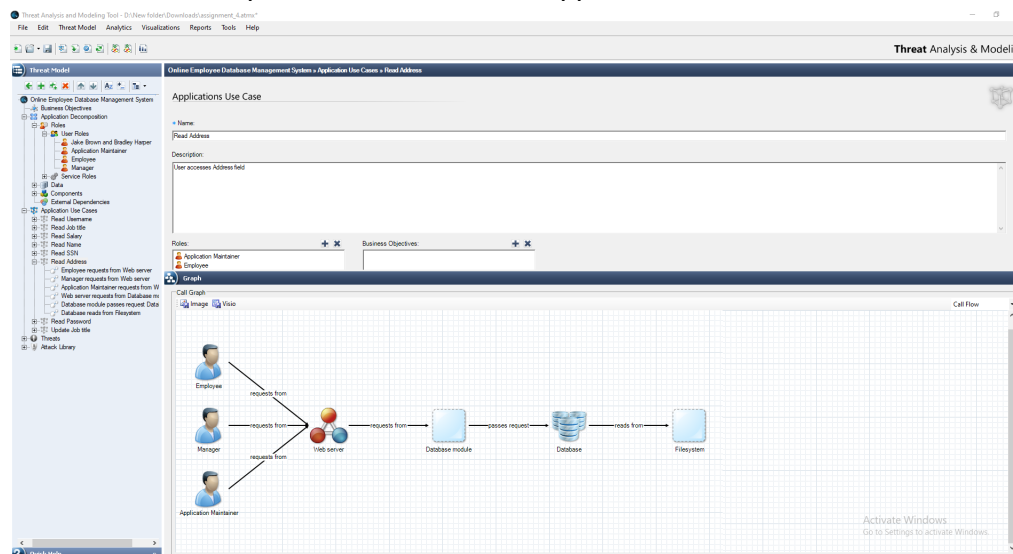 Threat Analysis and Modeling Tool - D:\New folder\Downloads\assignment_4.atmx*
File Edit Threat Model Analytics Visualizations Reports Tools Help
Threat Analysis & Modeli
Threat Model
Online Employee Database Management System » Application Use Cases » Read Address
Online Employee Database Management System
Business Objectives
Application Decomposition
Roles
User Roles
Jake Brown and Bradley Harper
Application Maintainer
Employee
Manager
Service Roles
Data
Components
External Dependencies
Application Use Cases
Read Username
Read Job title
Read Salary
Read Name
Read SSN
Read Address
Employee requests from Web server
Manager requests from Web server
Application Maintainer requests from W
Web server requests from Database mo
Database module passes request Data
Database reads from Filesystem
Read Password
Update Job title
Threats
Attack Library
Applications Use Case
Name:
Read Address
Description:
User accesses Address field
Roles: Business Objectives:
Application Maintainer
Employee
Graph
Call Graph
Image Visio Call Flow
Employee
requests from
requests from requests from passes request reads from
Manager Web server Database module Database Filesystem
requests from
Application Maintainer
Activate Windows
Go to Settings to activate Windows.